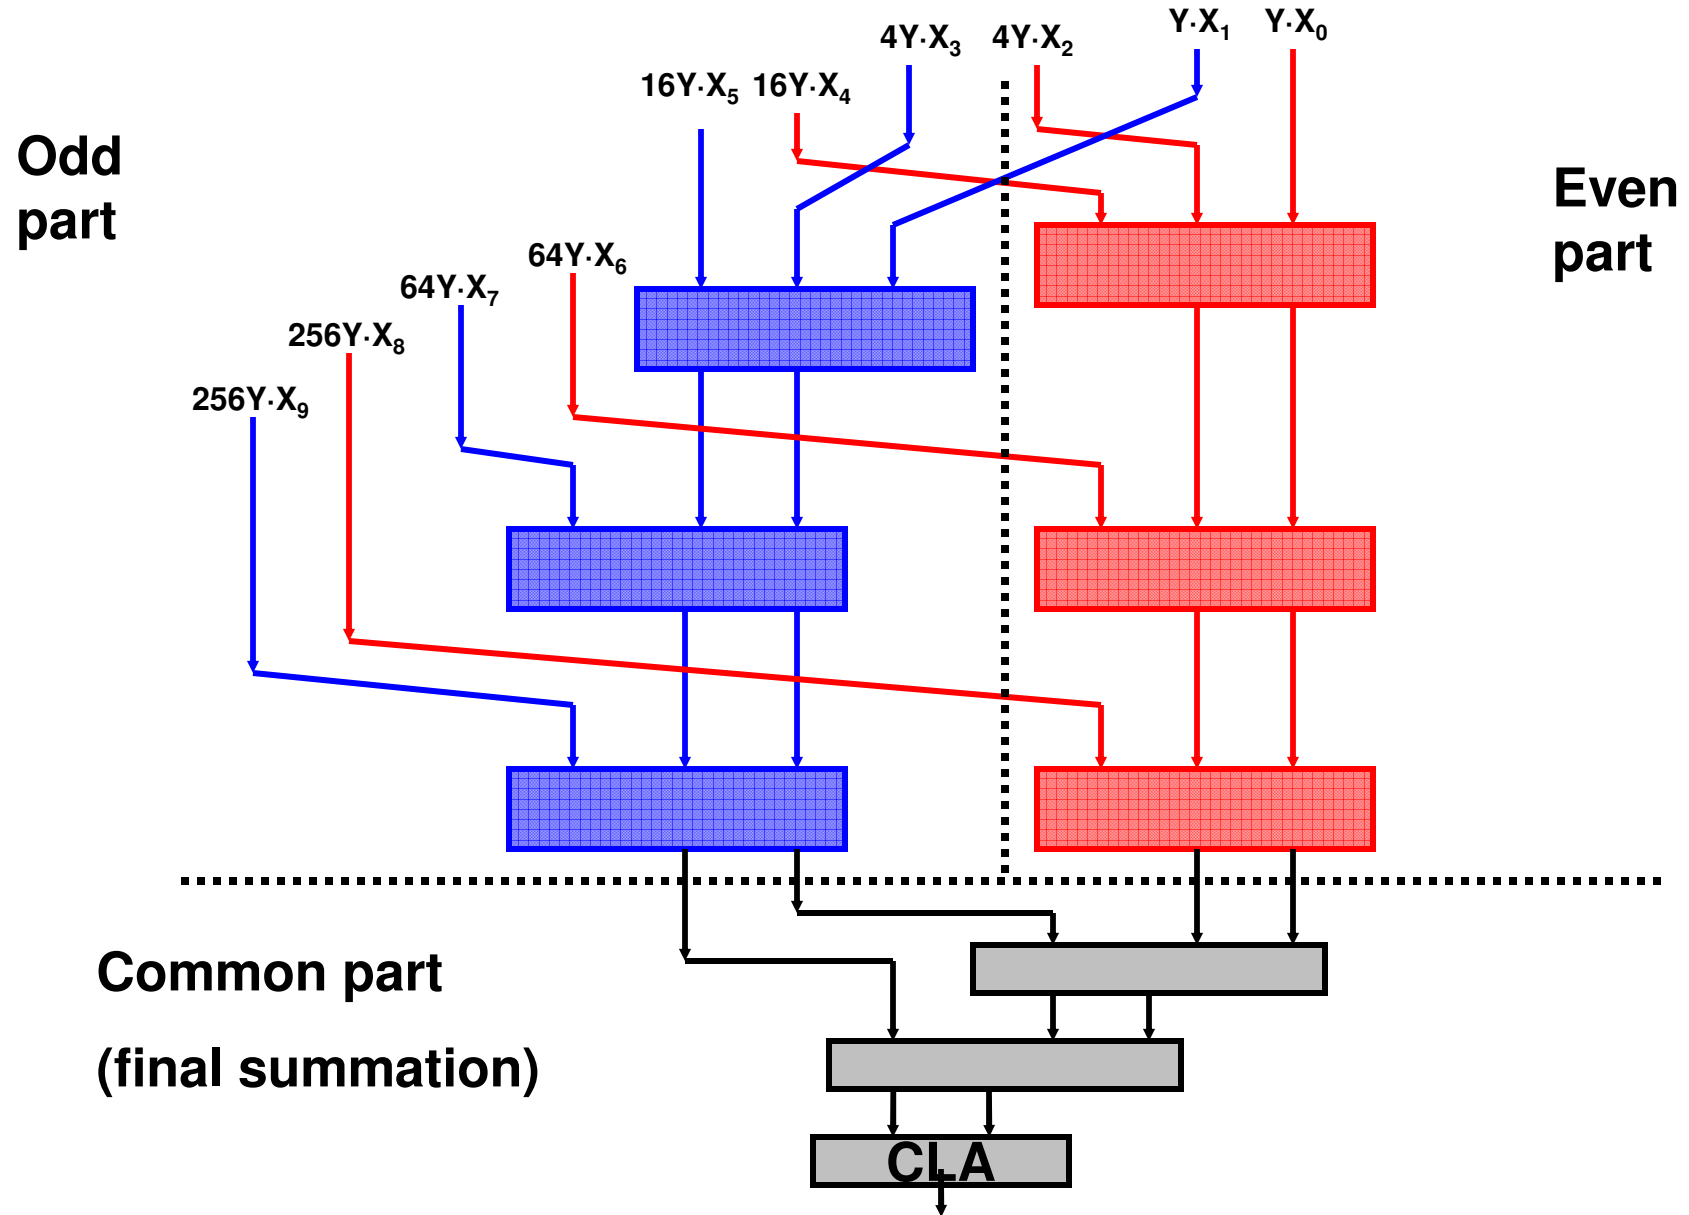 Y·X₁ Y·X₀
4Y·X₃ 4Y·X₂
16Y·X₅ 16Y·X₄
Odd
part
Even
part
64Y·X₆
64Y·X₇
256Y·X₈
256Y·X₉
Common part
(final summation)
CLA